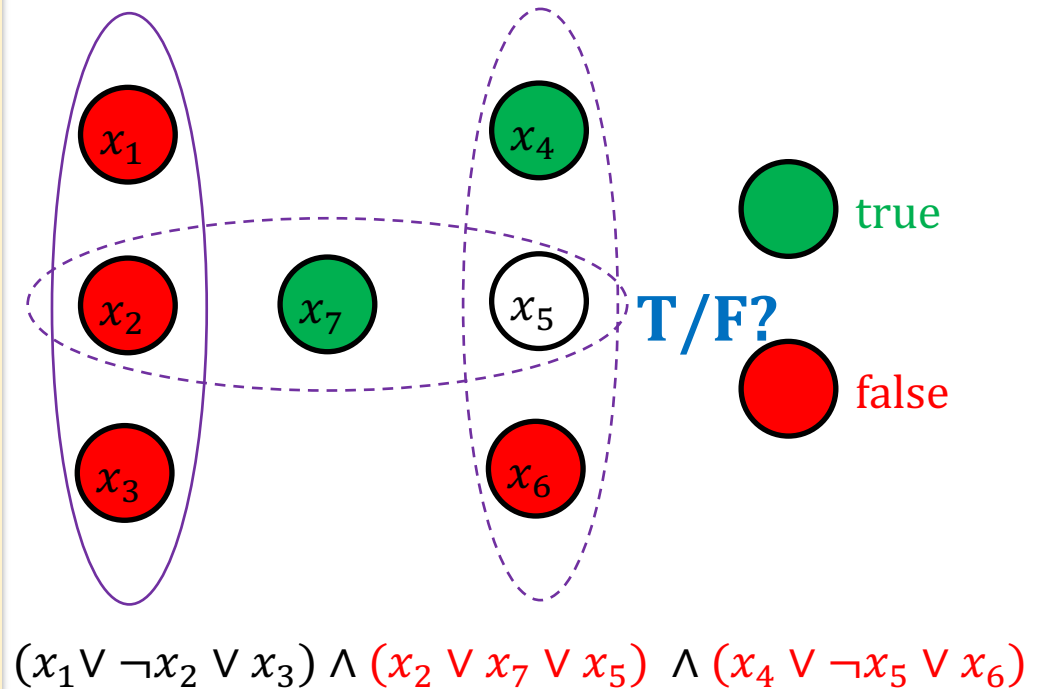 x₁ x₄
true
x₂ x₇ x₅ T/F?
false
x₃ x₆
(x₁∨ ¬x₂ ∨ x₃) ∧ (x₂ ∨ x₇ ∨ x₅) ∧ (x₄ ∨ ¬x₅ ∨ x₆)